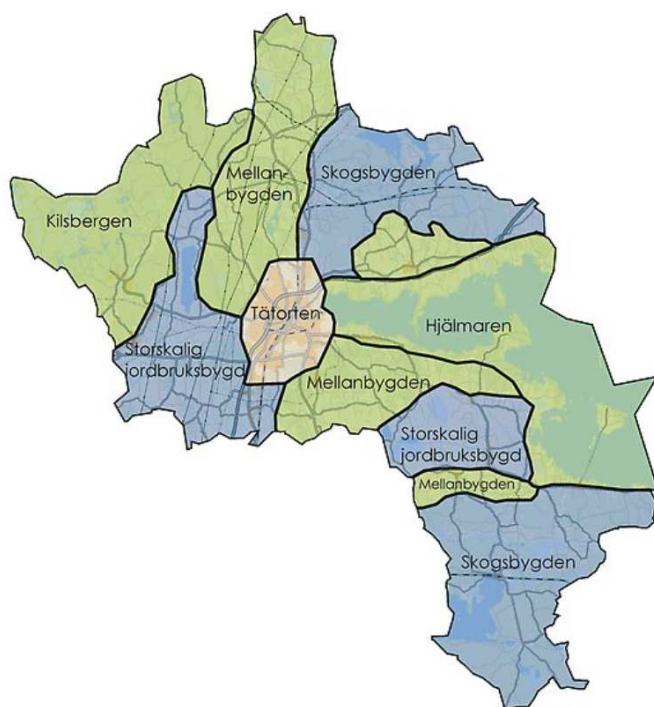 Mellan-
bygden
Skogsbygden
Kilsbergen
Tätorten
Hjälmaren
Storskalig
jordbruksbygd
Mellanbygden
Storskalig
jordbruksbygd
Mellanbygden
Skogsbygden